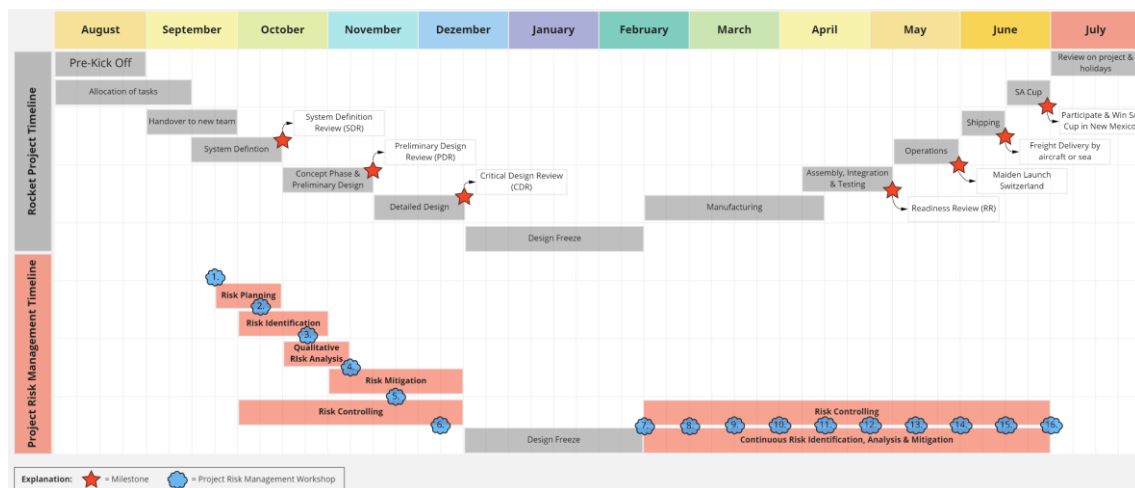 August September October November Dezember January February March April May June July
Rocket Project Timeline
Pre-Kick Off
Review on project &
holidays
Allocation of tasks
SA Cup
Handover to new team
System Definition
Review (SDR)
Shipping
Participate & Win SA
Cup in New Mexico
System Defintion
Preliminary Design
Review (PDR)
Operations
Freight Delivery by
aircraft or sea
Concept Phase &
Preliminary Design
Critical Design Review
(CDR)
Assembly, Integration
& Testing
Maiden Launch
Switzerland
Detailed Design
Manufacturing
Readiness Review (RR)
Design Freeze
Project Risk Management Timeline
1.
Risk Planning
2.
Risk Identification
3.
Qualitative
RIsk Analysis
4.
Risk Mitigation
5.
Risk Controlling
6.
Risk Controlling
7. 8. 9. 10. 11. 12. 13. 14. 15. 16.
Design Freeze
Continuous Risk Identification, Analysis & Mitigation
Explanation: = Milestone = Project Risk Management Workshop